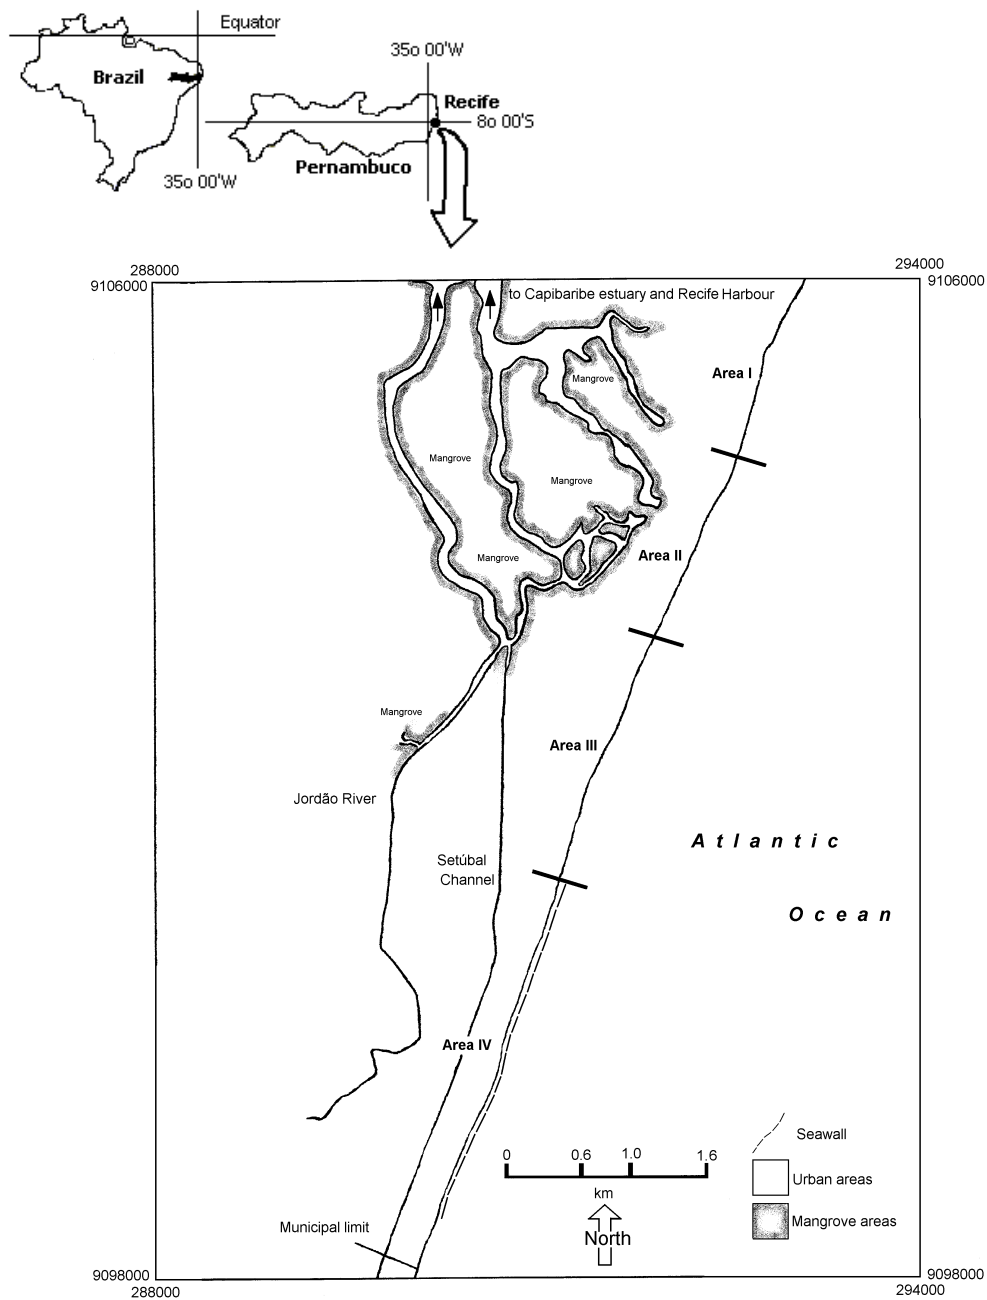 Equator
35o 00'W
Brazil
Recife
8o 00'S
Pernambuco
35o 00'W
288000
294000
9106000
9106000
to Capibaribe estuary and Recife Harbour
Area I
Mangrove
Mangrove
Mangrove
Area II
Mangrove
Mangrove
Area III
Jordão River
Atlantic
Setúbal
Channel
Ocean
Area IV
Seawall
0 0.6 1.0 1.6
km
Urban areas
Mangrove areas
Municipal limit
North
9098000
9098000
288000
294000